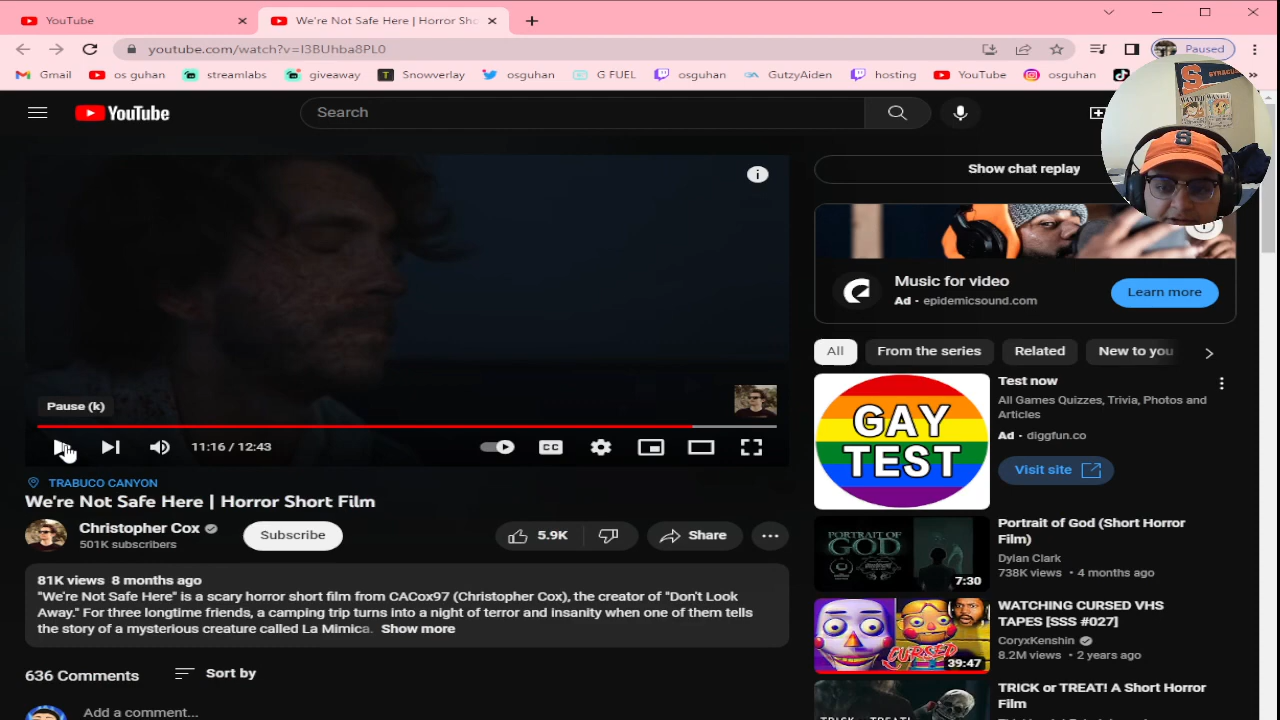 YouTube
We're Not Safe Here | Horror Sho
youtube.com/watch?v=I3BUhba8PL0
Paused
Gmail
os guhan
streamlabs
giveaway
Snowverlay
osguhan
G FUEL
osguhan
GutzyAiden
hosting
YouTube
osguhan
YouTube
Search
Show chat replay
Music for video
Ad · epidemicsound.com
Learn more
All
From the series
Related
New to you
GAY
TEST
Test now
All Games Quizzes, Trivia, Photos and
Articles
Ad · diggfun.co
Visit site
Pause (k)
11:16 / 12:43
CC
TRABUCO CANYON
We're Not Safe Here | Horror Short Film
Christopher Cox
501K subscribers
Subscribe
5.9K
Share
81K views 8 months ago
"We're Not Safe Here" is a scary horror short film from CACox97 (Christopher Cox), the creator of "Don't Look
Away." For three longtime friends, a camping trip turns into a night of terror and insanity when one of them tells
the story of a mysterious creature called La Mimica. Show more
636 Comments
Sort by
Add a comment...
PORTRAIT OF
GOD
7:30
Portrait of God (Short Horror
Film)
Dylan Clark
738K views • 4 months ago
CURSED
39:47
WATCHING CURSED VHS
TAPES [SSS #027]
CoryxKenshin
8.2M views • 2 years ago
TRICK or TREAT! A Short Horror
Film